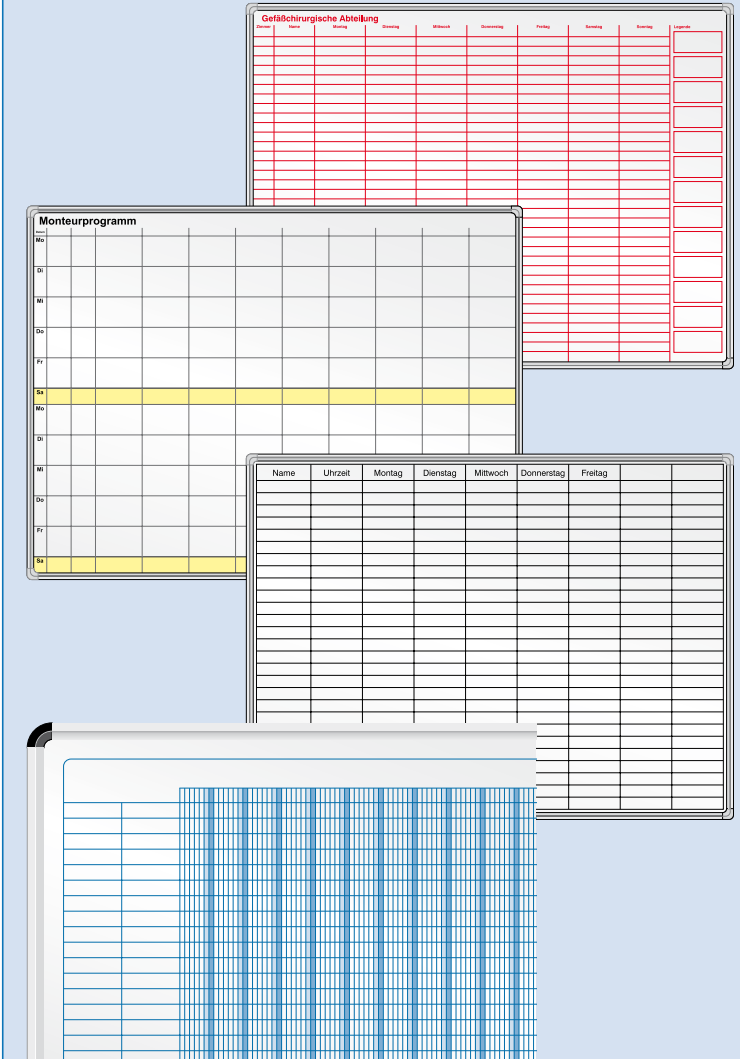 Gefäßchirurgische Abteilung
Zimmer Name Montag Dienstag Mittwoch Donnerstag Freitag Samstag Sonntag Legende
Monteurprogramm
Datum
Mo
Di
Mi
Do
Fr
Sa
Mo
Di
Mi
Do
Fr
Sa
Name Uhrzeit Montag Dienstag Mittwoch Donnerstag Freitag